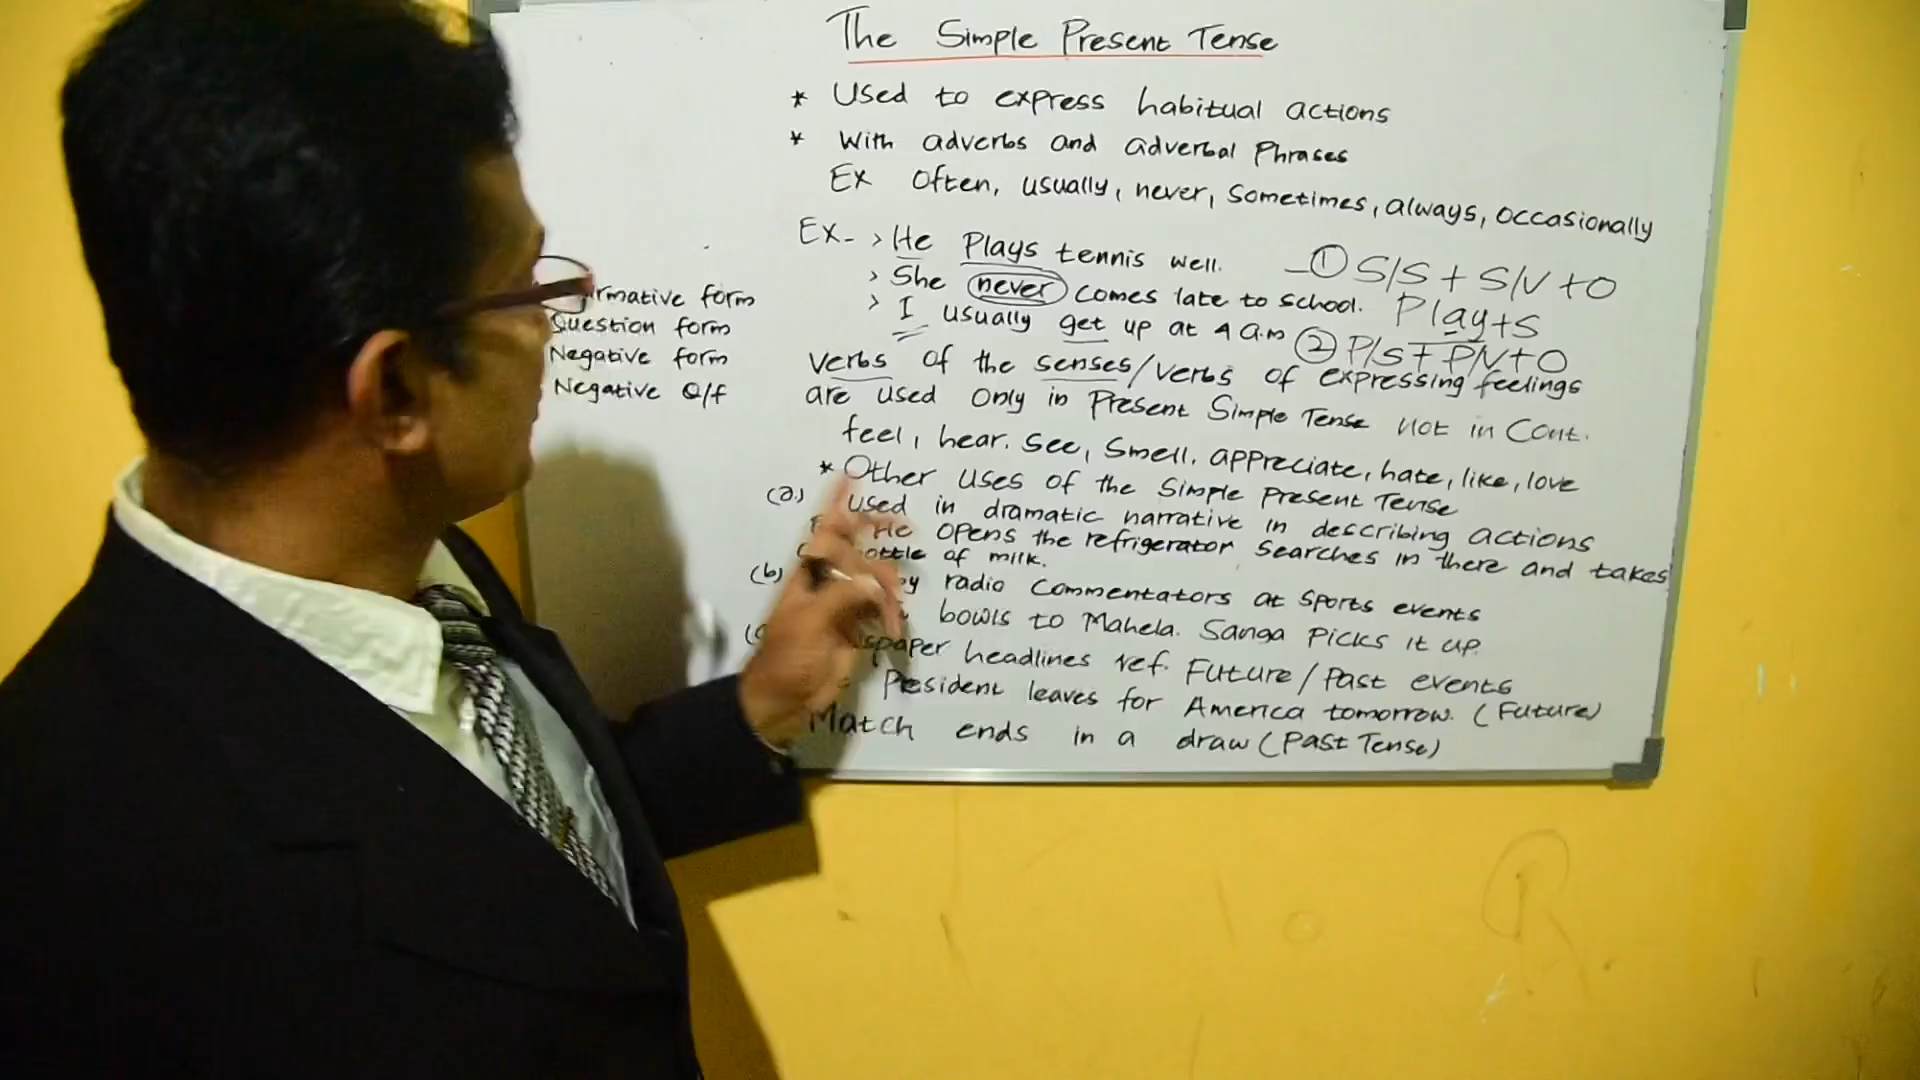 The Simple Present Tense
* Used to express habitual actions
* With adverbs and adverbal Phrases
Ex Often, usually, never, Sometimes, always, occasionally
Ex- > He Plays tennis well.
> She never comes late to school.
> I usually get up at 4 a.m
① S/S + S/V + O
Play+s
② P/S + P/V + O
Verbs of the senses/verbs of expressing feelings
are used only in Present Simple Tense not in Cont.
feel, hear. see, smell. appreciate, hate, like, love
* Other uses of the Simple Present Tense
(a.) used in dramatic narrative in describing actions
He opens the refrigerator searches in there and takes
of milk.
(b) by radio commentators at sports events
bowls to Mahela. Sanga picks it up.
headlines ref. Future/Past events
President leaves for America tomorrow. (Future)
Match ends in a draw (Past Tense)
form
Question form
Negative form
Negative Q/f